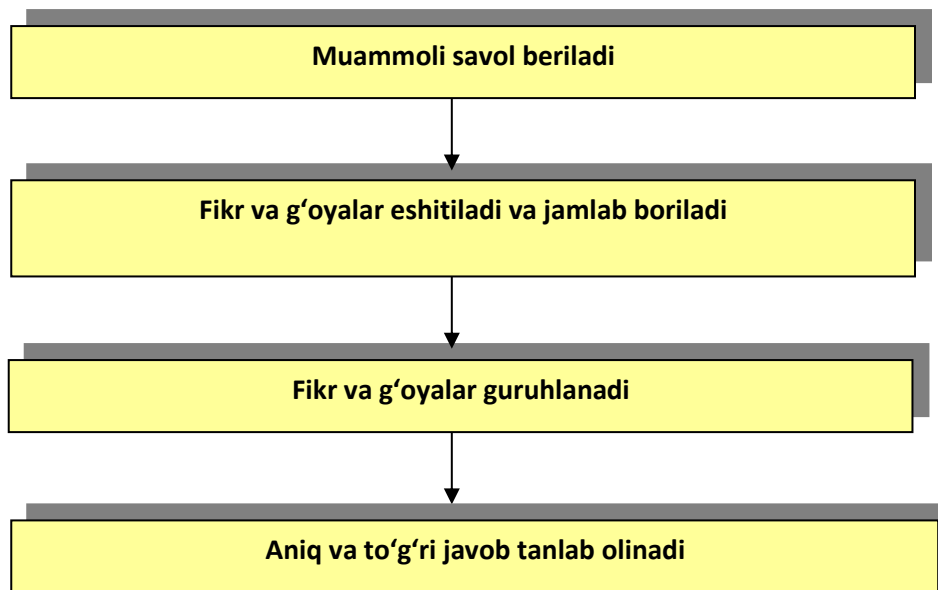 Muammoli savol beriladi
Fikr va g‘oyalar eshitiladi va jamlab boriladi
Fikr va g‘oyalar guruhlanadi
Aniq va to‘g‘ri javob tanlab olinadi